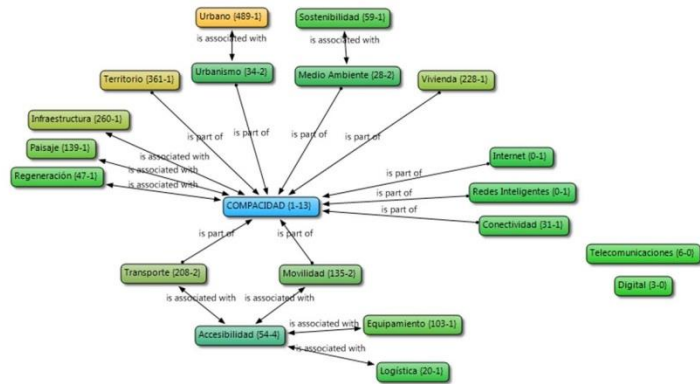 Urbano {489-1}
Sostenibilidad {59-1}
is associated with
is associated with
Urbanismo {34-2}
Medio Ambiente {28-2}
Territorio {361-1}
Vivienda {228-1}
Infraestructura {260-1}
is part of
is part of
is part of
is part of
Paisaje {139-1}
is associated with
is associated with
Internet {0-1}
Regeneración {47-1}
is associated with
is part of
Redes Inteligentes {0-1}
is part of
COMPACIDAD {1-13}
is part of
Conectividad {31-1}
is part of
is part of
Telecomunicaciones {6-0}
Transporte {208-2}
Movilidad {135-2}
Digital {3-0}
is associated with
is associated with
Accesibilidad {54-4}
is associated with
Equipamiento {103-1}
is associated with
Logística {20-1}